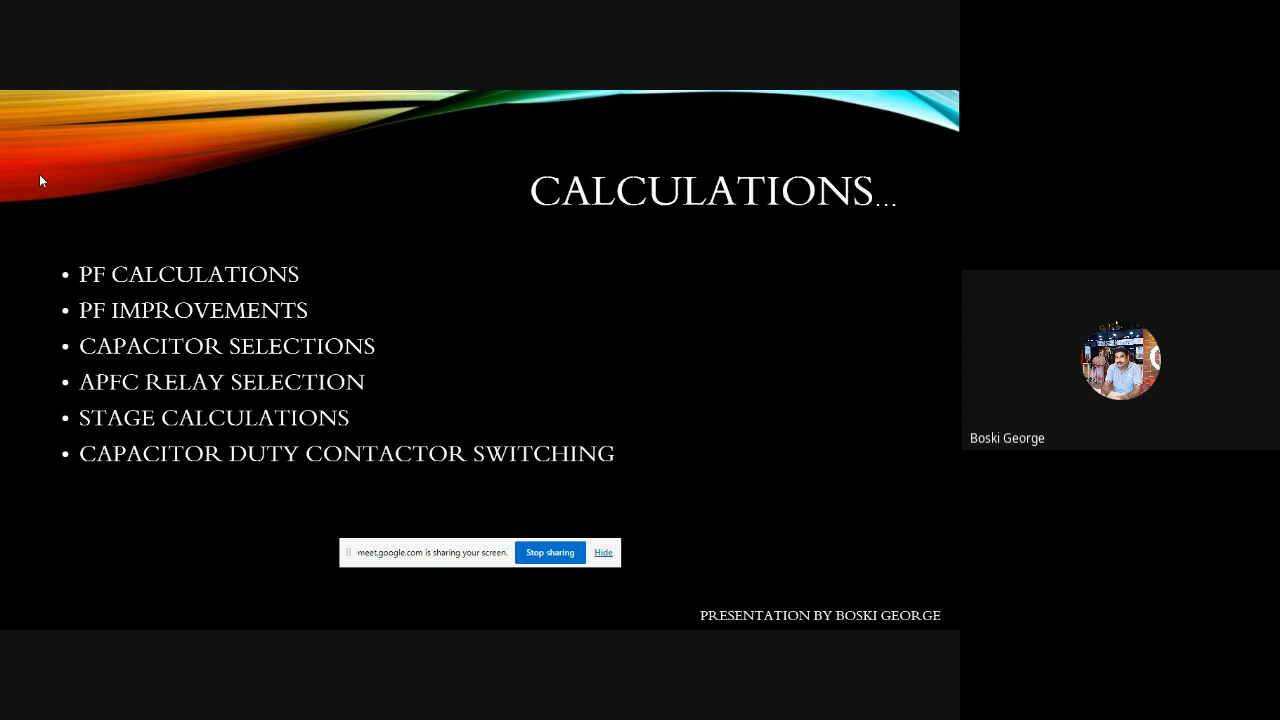 CALCULATIONS...
• PF CALCULATIONS
• PF IMPROVEMENTS
• CAPACITOR SELECTIONS
• APFC RELAY SELECTION
• STAGE CALCULATIONS
• CAPACITOR DUTY CONTACTOR SWITCHING
Boski George
meet.google.com is sharing your screen. Stop sharing Hide
PRESENTATION BY BOSKI GEORGE